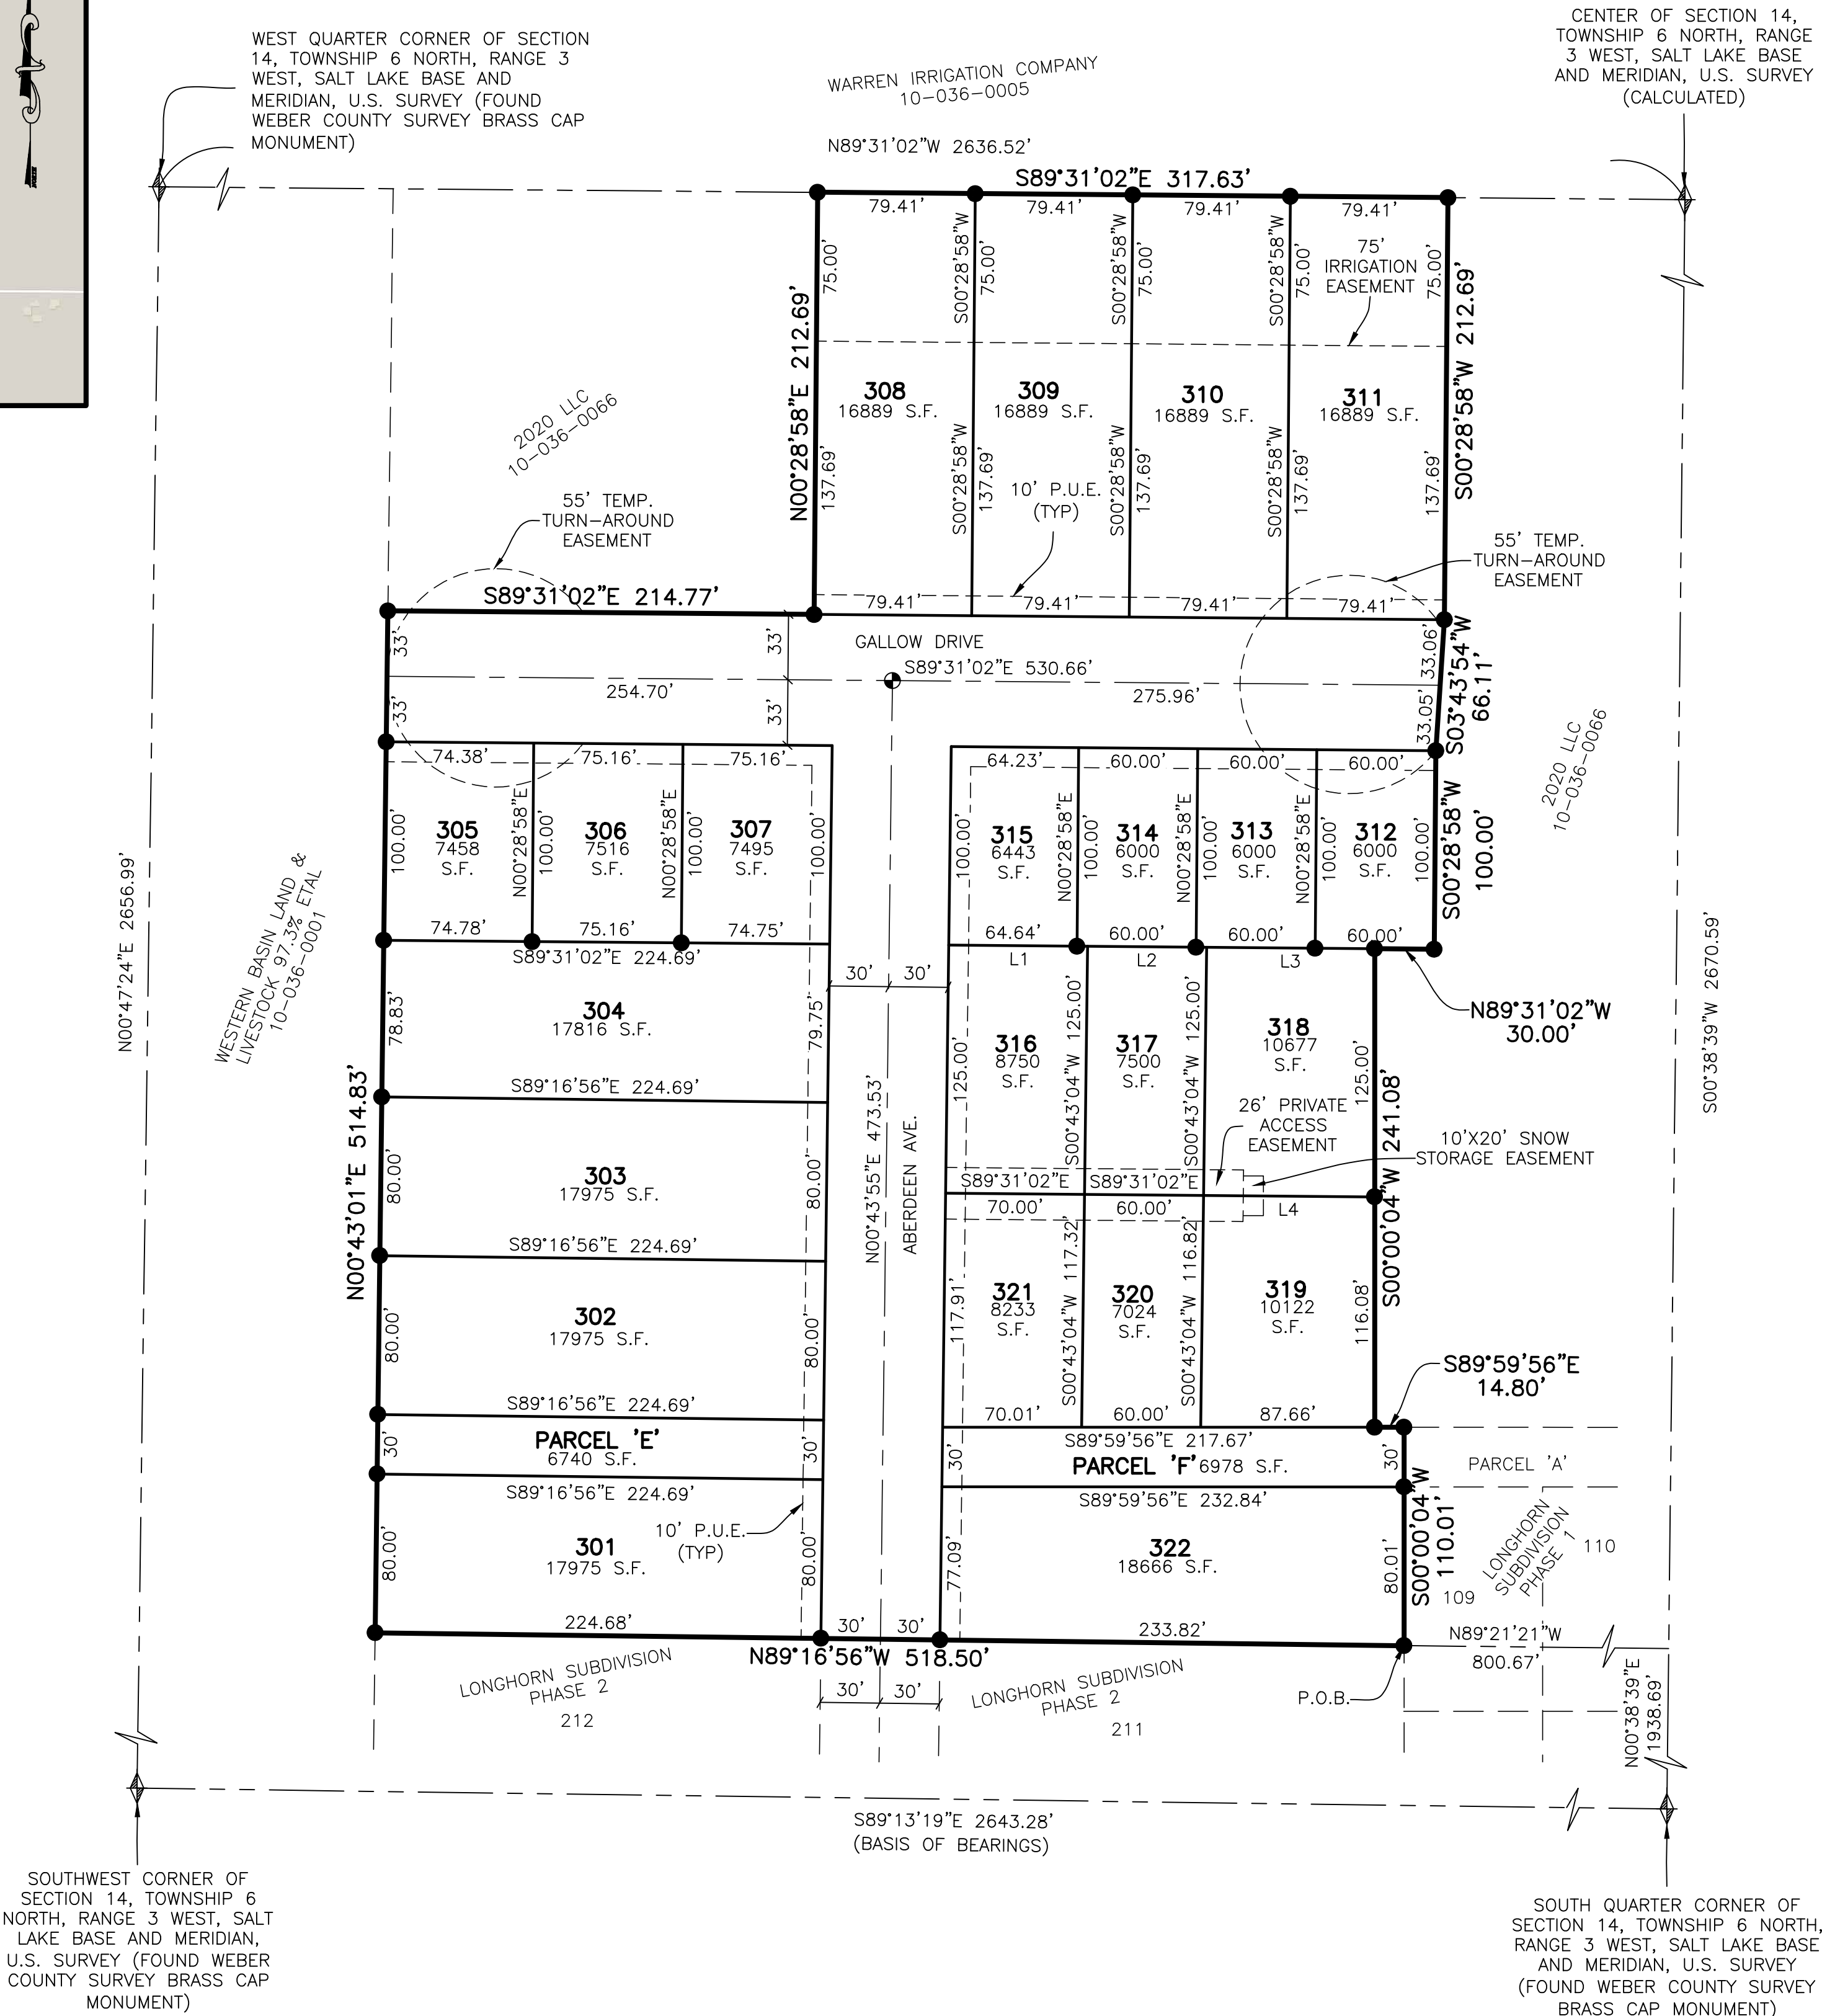 WEST QUARTER CORNER OF SECTION
14, TOWNSHIP 6 NORTH, RANGE 3
WEST, SALT LAKE BASE AND
MERIDIAN, U.S. SURVEY (FOUND
WEBER COUNTY SURVEY BRASS CAP
MONUMENT)
WARREN IRRIGATION COMPANY
10-036-0005
CENTER OF SECTION 14,
TOWNSHIP 6 NORTH, RANGE
3 WEST, SALT LAKE BASE
AND MERIDIAN, U.S. SURVEY
(CALCULATED)
N89°31'02"W 2636.52'
S89°31'02"E 317.63'
79.41'
79.41'
79.41'
79.41'
75.00'
S00°28'58"W
75.00'
S00°28'58"W
75.00'
S00°28'58"W
75.00'
75.00'
75'
IRRIGATION
EASEMENT
N00°28'58"E 212.69'
S00°28'58"W 212.69'
308
16889 S.F.
309
16889 S.F.
310
16889 S.F.
311
16889 S.F.
137.69'
S00°28'58"W
137.69'
S00°28'58"W
137.69'
S00°28'58"W
137.69'
137.69'
10' P.U.E.
(TYP)
2020 LLC
10-036-0066
55' TEMP.
TURN-AROUND
EASEMENT
55' TEMP.
TURN-AROUND
EASEMENT
S89°31'02"E 214.77'
79.41'
79.41'
79.41'
79.41'
33'
33'
GALLOW DRIVE
S89°31'02"E 530.66'
254.70'
275.96'
33'
33'
33.06'
33.05'
S03°43'54"W
66.11'
2020 LLC
10-036-0066
74.38'
75.16'
75.16'
64.23'
60.00'
60.00'
60.00'
100.00'
305
7458
S.F.
N00°28'58"E
100.00'
306
7516
S.F.
N00°28'58"E
100.00'
307
7495
S.F.
100.00'
100.00'
315
6443
S.F.
N00°28'58"E
100.00'
314
6000
S.F.
N00°28'58"E
100.00'
313
6000
S.F.
N00°28'58"E
100.00'
312
6000
S.F.
100.00'
S00°28'58"W
100.00'
74.78'
75.16'
74.75'
64.64'
60.00'
60.00'
60.00'
S89°31'02"E 224.69'
L1
L2
L3
30'
30'
N89°31'02"W
30.00'
N00°47'24"E 2656.99'
WESTERN BASIN LAND &
LIVESTOCK 97.3% ETAL
10-036-0001
S00°38'39"W 2670.59'
78.83'
304
17816 S.F.
79.75'
S89°16'56"E 224.69'
125.00'
316
8750
S.F.
S00°43'04"W 125.00'
317
7500
S.F.
S00°43'04"W 125.00'
318
10677
S.F.
125.00'
S00°00'04"W 241.08'
26' PRIVATE
ACCESS
EASEMENT
10'X20' SNOW
STORAGE EASEMENT
N00°43'01"E 514.83'
80.00'
303
17975 S.F.
80.00'
N00°43'55"E 473.53'
ABERDEEN AVE.
S89°31'02"E
S89°31'02"E
70.00'
60.00'
L4
S89°16'56"E 224.69'
80.00'
302
17975 S.F.
80.00'
117.91'
321
8233
S.F.
S00°43'04"W 117.32'
320
7024
S.F.
S00°43'04"W 116.82'
319
10122
S.F.
116.08'
S89°59'56"E
14.80'
S89°16'56"E 224.69'
70.01'
60.00'
87.66'
30'
PARCEL 'E'
6740 S.F.
30'
S89°59'56"E 217.67'
30'
PARCEL 'F' 6978 S.F.
30'
PARCEL 'A'
S89°16'56"E 224.69'
S89°59'56"E 232.84'
10' P.U.E.
(TYP)
80.00'
301
17975 S.F.
80.00'
77.09'
322
18666 S.F.
80.01'
S00°00'04"W
110.01'
LONGHORN
SUBDIVISION
PHASE 1
109
110
224.68'
30'
30'
233.82'
N89°16'56"W 518.50'
N89°21'21"W
800.67'
LONGHORN SUBDIVISION
PHASE 2
212
30'
30'
LONGHORN SUBDIVISION
PHASE 2
211
P.O.B.
N00°38'39"E
1938.69'
S89°13'19"E 2643.28'
(BASIS OF BEARINGS)
SOUTHWEST CORNER OF
SECTION 14, TOWNSHIP 6
NORTH, RANGE 3 WEST, SALT
LAKE BASE AND MERIDIAN,
U.S. SURVEY (FOUND WEBER
COUNTY SURVEY BRASS CAP
MONUMENT)
SOUTH QUARTER CORNER OF
SECTION 14, TOWNSHIP 6 NORTH,
RANGE 3 WEST, SALT LAKE BASE
AND MERIDIAN, U.S. SURVEY
(FOUND WEBER COUNTY SURVEY
BRASS CAP MONUMENT)